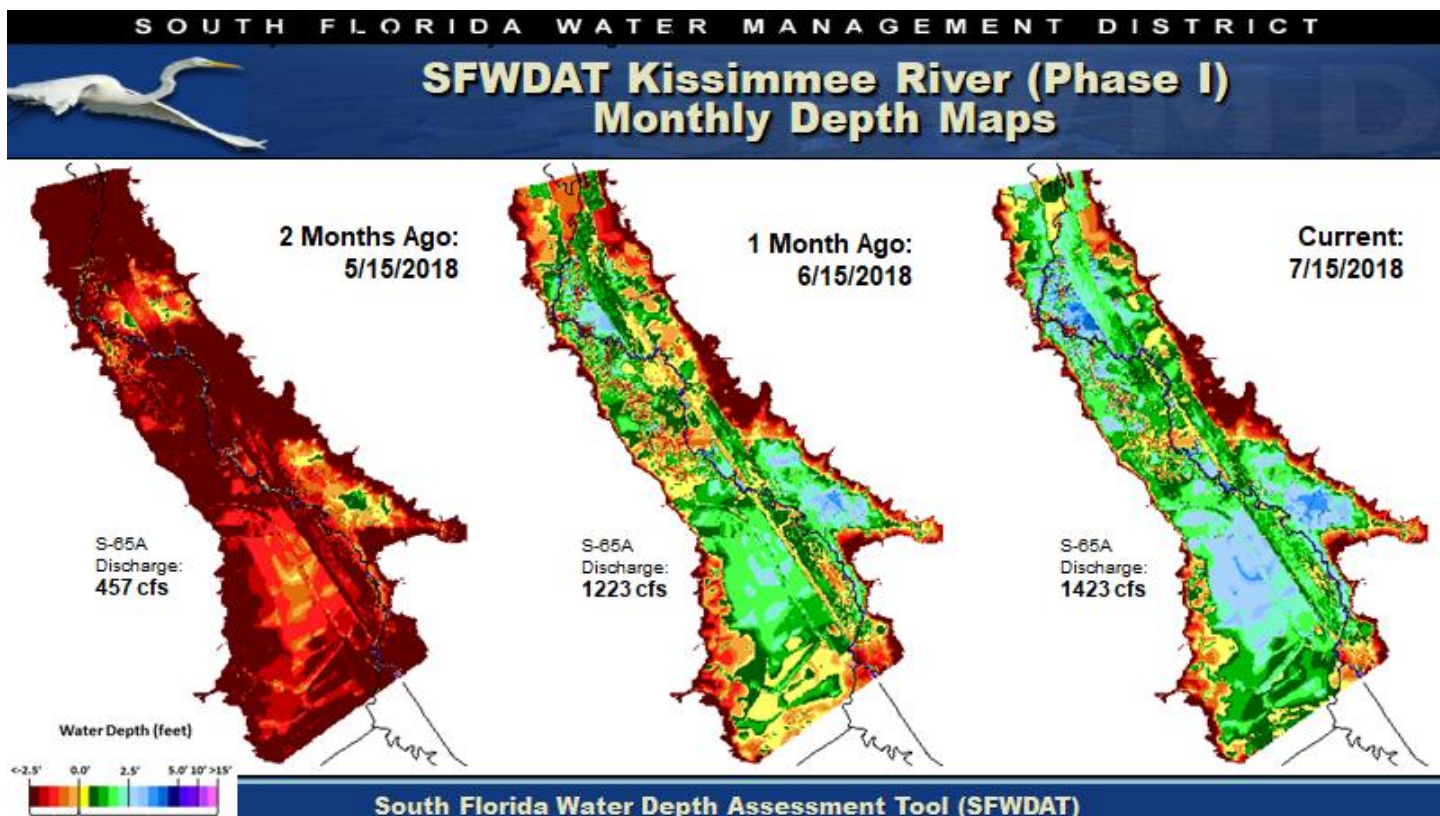 SOUTH FLORIDA WATER MANAGEMENT DISTRICT
SFWDAT Kissimmee River (Phase I)
Monthly Depth Maps
2 Months Ago:
5/15/2018
1 Month Ago:
6/15/2018
Current:
7/15/2018
S-65A
Discharge:
457 cfs
S-65A
Discharge:
1223 cfs
S-65A
Discharge:
1423 cfs
Water Depth (feet)
<-2.5' 0.0' 2.5' 5.0' 10' >15'
South Florida Water Depth Assessment Tool (SFWDAT)